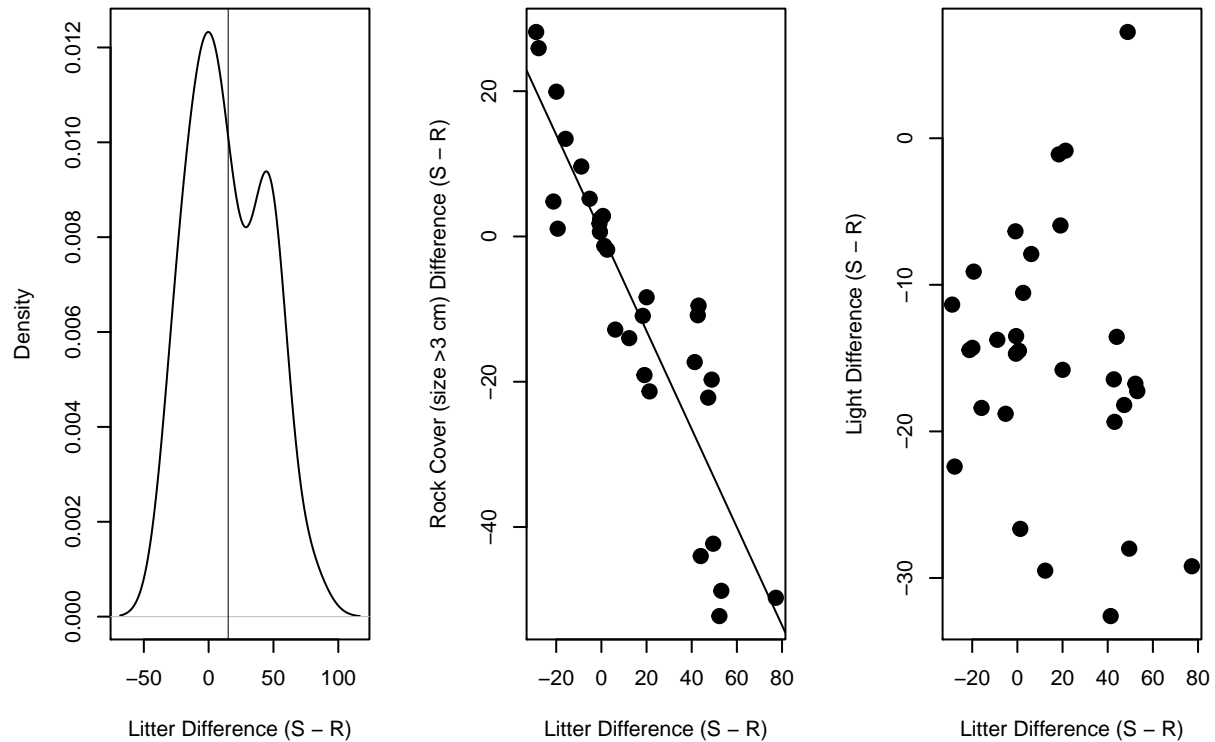 −50 0 50 100
0.000 0.002 0.004 0.006 0.008 0.010 0.012
Litter Difference (S − R)
Density
−20 0 20 40 60 80
−40 −20 0 20
Litter Difference (S − R)
Rock Cover (size >3 cm) Difference (S − R)
−20 0 20 40 60 80
−30 −20 −10 0
Litter Difference (S − R)
Light Difference (S − R)